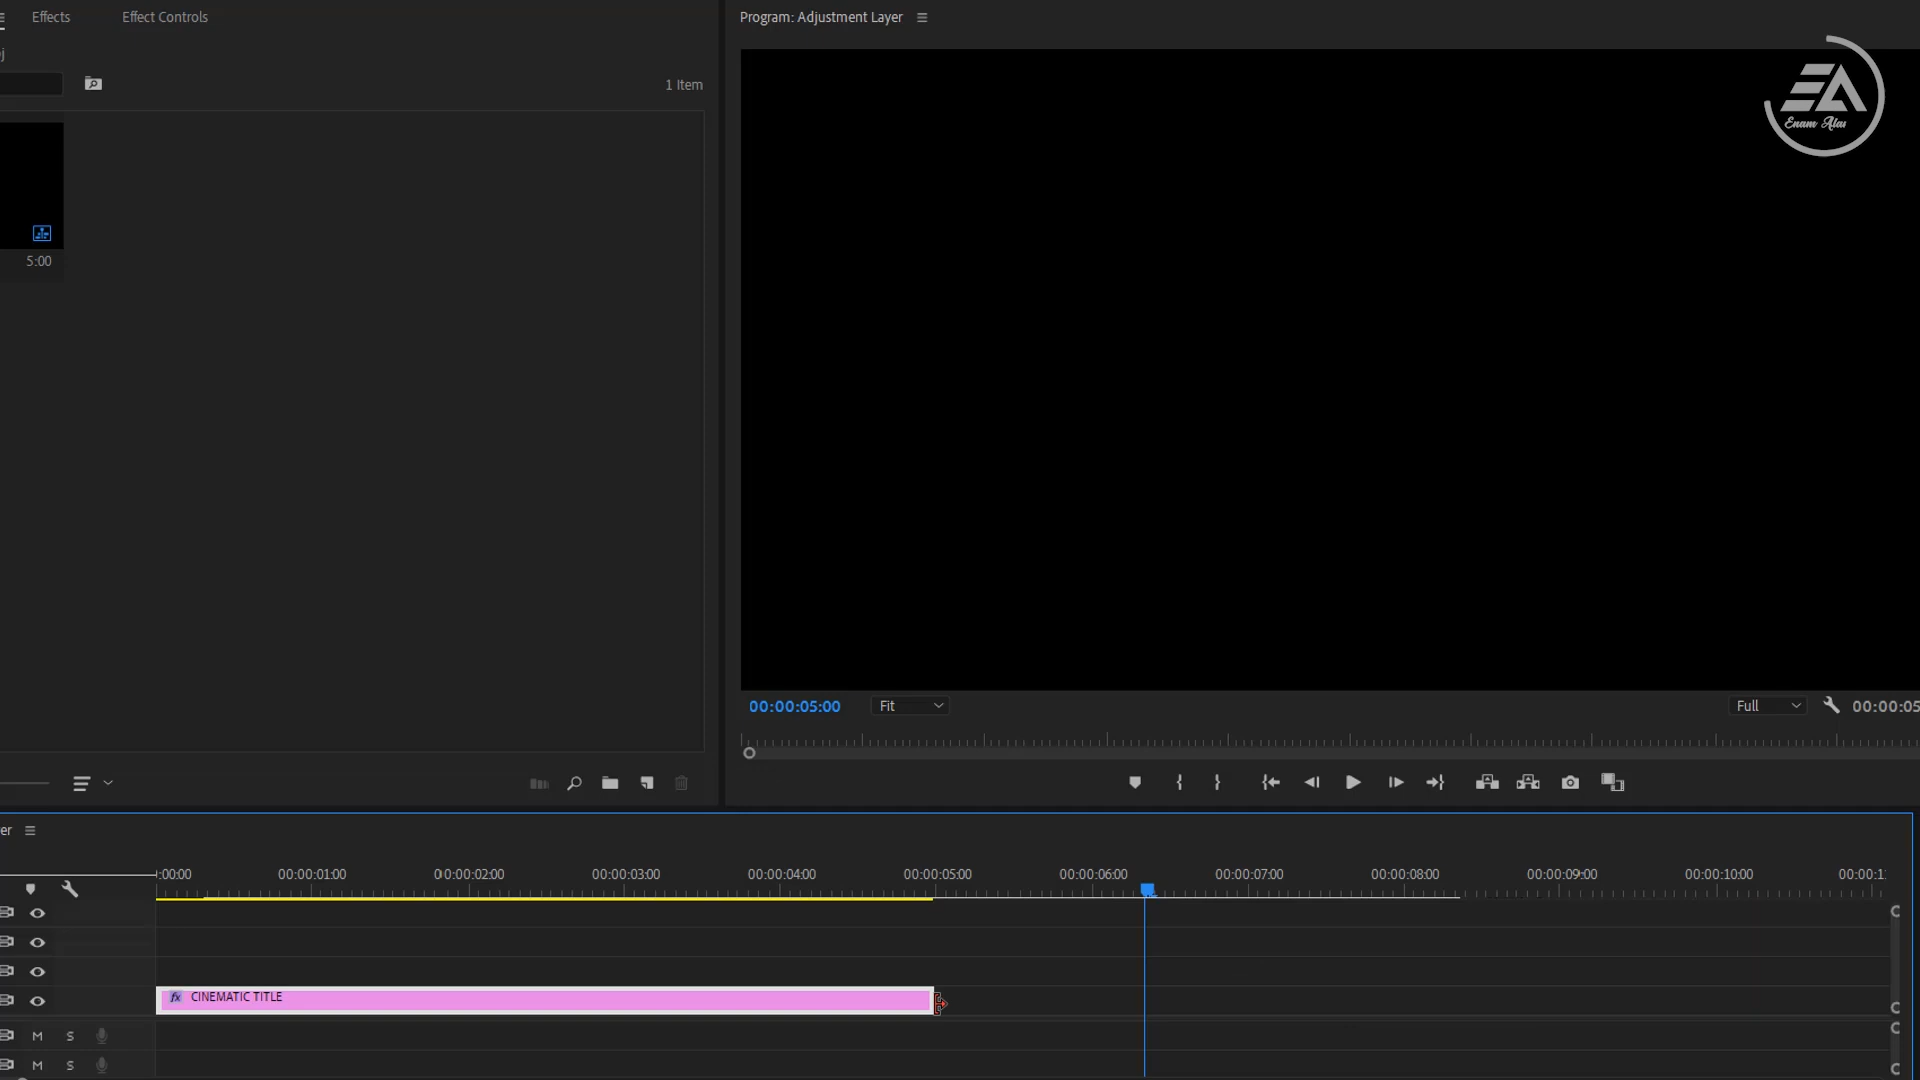 Effects
Effect Controls
Program: Adjustment Layer
1 Item
5:00
EA
Enam Alam
00:00:05:00
Fit
Full
00:00:05
er
:00:00
00:00:01:00
00:00:02:00
00:00:03:00
00:00:04:00
00:00:05:00
00:00:06:00
00:00:07:00
00:00:08:00
00:00:09:00
00:00:10:00
00:00:1
fx CINEMATIC TITLE
M S
M S